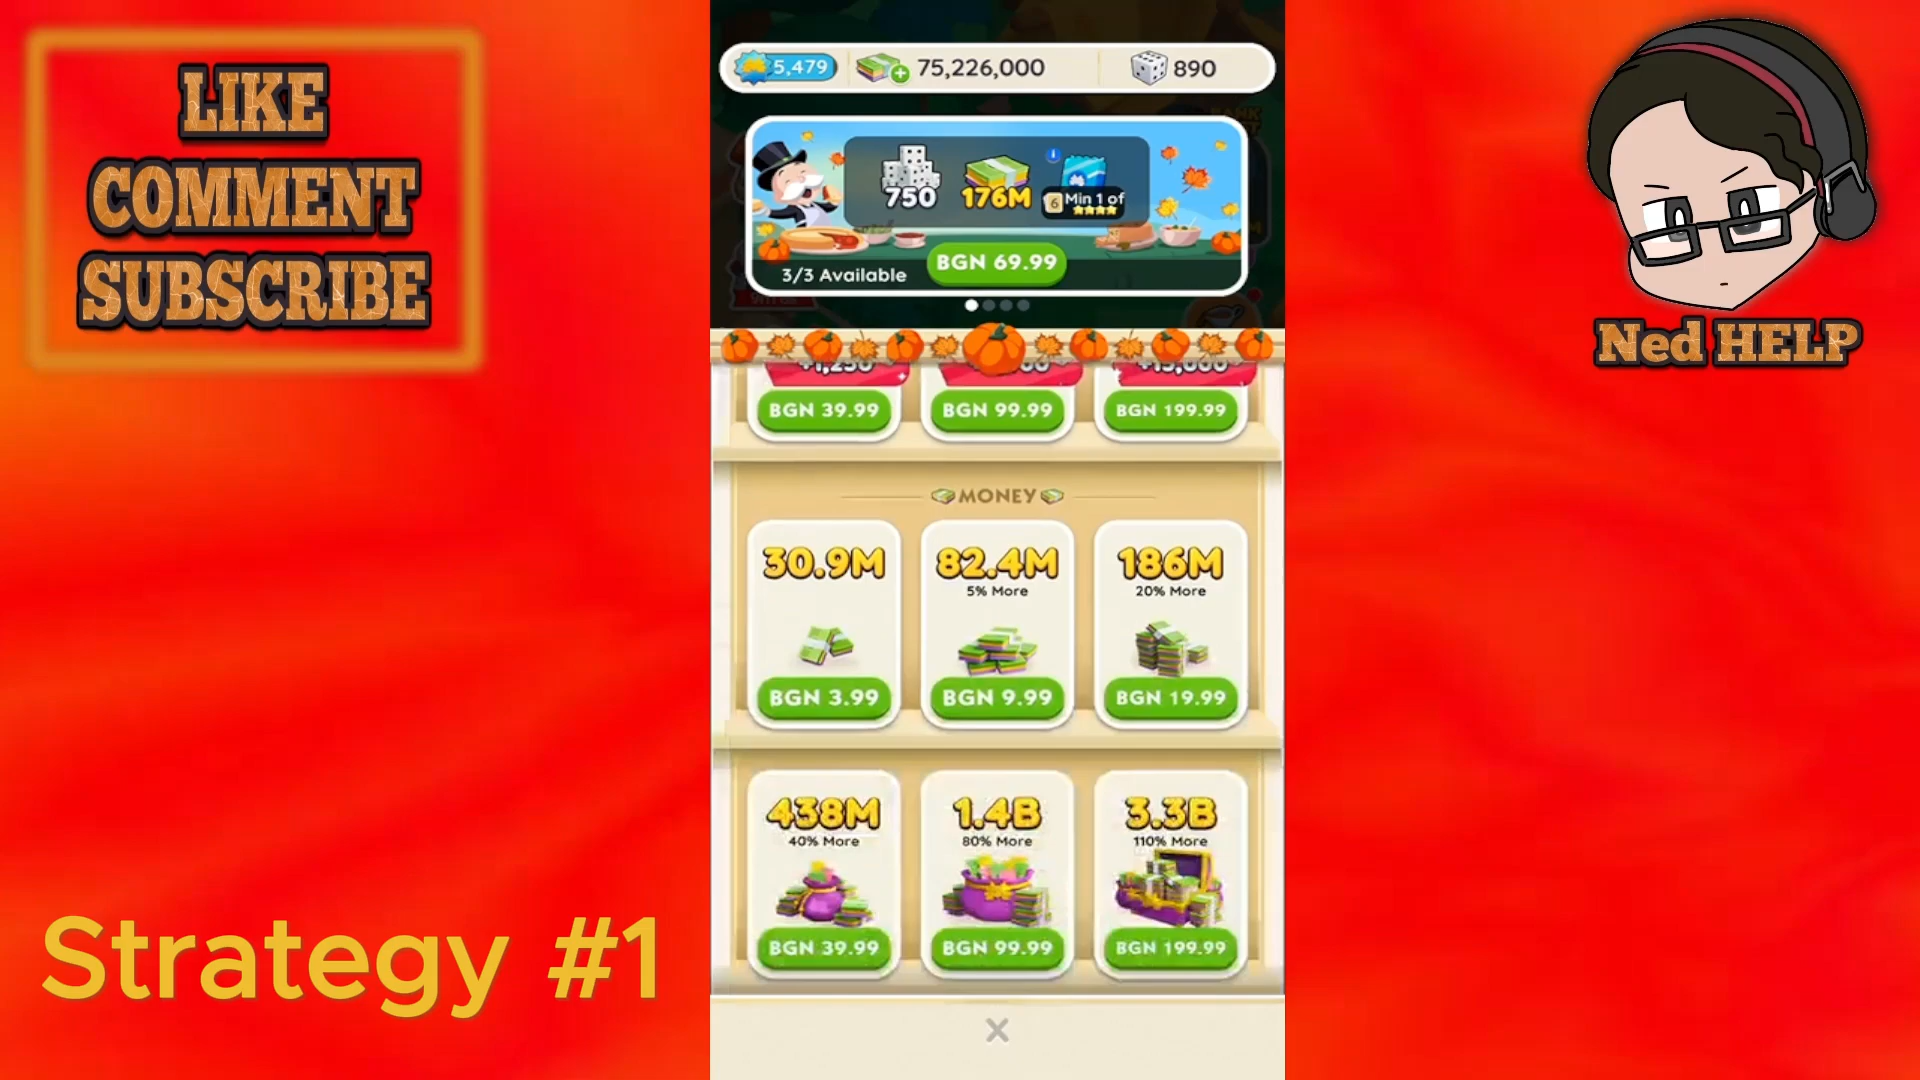 LIKE
COMMENT
SUBSCRIBE
5,479
75,226,000
890
750
176M
6 Min 1 of
3/3 Available
BGN 69.99
BGN 39.99
BGN 99.99
BGN 199.99
MONEY
30.9M
82.4M
5% More
186M
20% More
BGN 3.99
BGN 9.99
BGN 19.99
438M
40% More
1.4B
80% More
3.3B
110% More
BGN 39.99
BGN 99.99
BGN 199.99
Ned HELP
Strategy #1